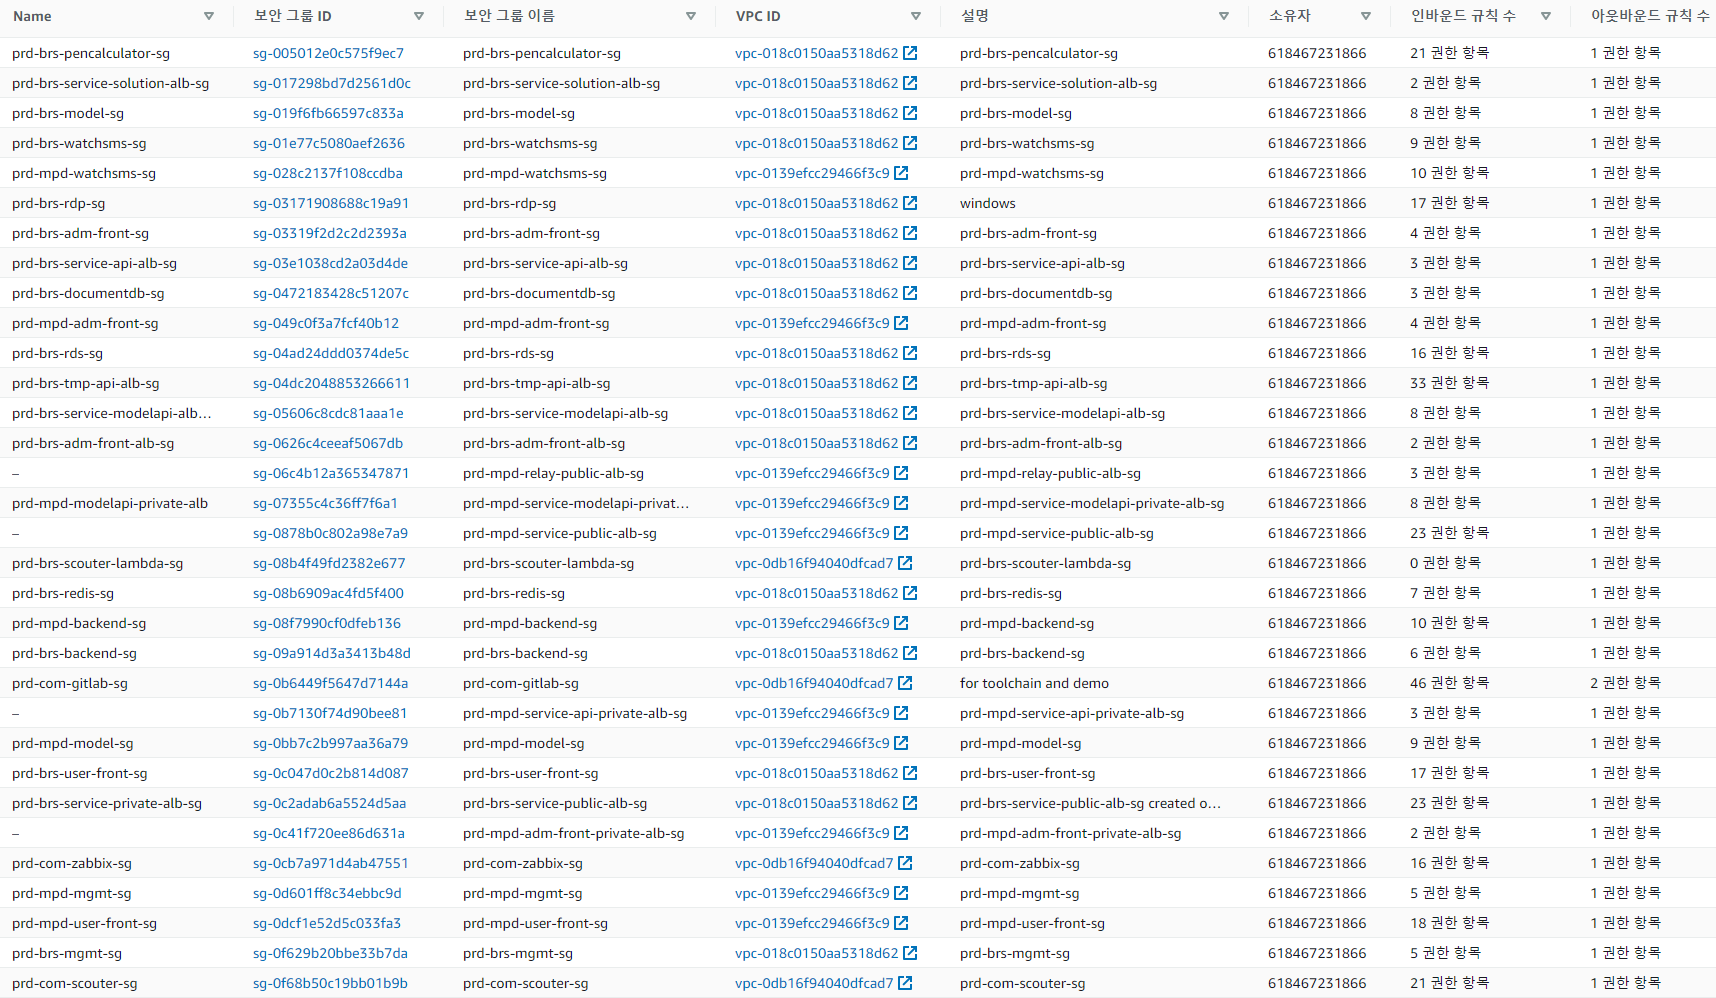 Name 보안 그룹 ID 보안 그룹 이름 VPC ID 설명 소유자 인바운드 규칙 수 아웃바운드 규칙 수
prd-brs-pencalculator-sg sg-005012e0c575f9ec7 prd-brs-pencalculator-sg vpc-018c0150aa5318d62 prd-brs-pencalculator-sg 618467231866 21 권한 항목 1 권한 항목
prd-brs-service-solution-alb-sg sg-017298bd7d2561d0c prd-brs-service-solution-alb-sg vpc-018c0150aa5318d62 prd-brs-service-solution-alb-sg 618467231866 2 권한 항목 1 권한 항목
prd-brs-model-sg sg-019f6fb66597c833a prd-brs-model-sg vpc-018c0150aa5318d62 prd-brs-model-sg 618467231866 8 권한 항목 1 권한 항목
prd-brs-watchsms-sg sg-01e77c5080aef2636 prd-brs-watchsms-sg vpc-018c0150aa5318d62 prd-brs-watchsms-sg 618467231866 9 권한 항목 1 권한 항목
prd-mpd-watchsms-sg sg-028c2137f108ccdba prd-mpd-watchsms-sg vpc-0139efcc29466f3c9 prd-mpd-watchsms-sg 618467231866 10 권한 항목 1 권한 항목
prd-brs-rdp-sg sg-03171908688c19a91 prd-brs-rdp-sg vpc-018c0150aa5318d62 windows 618467231866 17 권한 항목 1 권한 항목
prd-brs-adm-front-sg sg-03319f2d2c2d2393a prd-brs-adm-front-sg vpc-018c0150aa5318d62 prd-brs-adm-front-sg 618467231866 4 권한 항목 1 권한 항목
prd-brs-service-api-alb-sg sg-03e1038cd2a03d4de prd-brs-service-api-alb-sg vpc-018c0150aa5318d62 prd-brs-service-api-alb-sg 618467231866 3 권한 항목 1 권한 항목
prd-brs-documentdb-sg sg-0472183428c51207c prd-brs-documentdb-sg vpc-018c0150aa5318d62 prd-brs-documentdb-sg 618467231866 3 권한 항목 1 권한 항목
prd-mpd-adm-front-sg sg-049c0f3a7fcf40b12 prd-mpd-adm-front-sg vpc-0139efcc29466f3c9 prd-mpd-adm-front-sg 618467231866 4 권한 항목 1 권한 항목
prd-brs-rds-sg sg-04ad24ddd0374de5c prd-brs-rds-sg vpc-018c0150aa5318d62 prd-brs-rds-sg 618467231866 16 권한 항목 1 권한 항목
prd-brs-tmp-api-alb-sg sg-04dc2048853266611 prd-brs-tmp-api-alb-sg vpc-018c0150aa5318d62 prd-brs-tmp-api-alb-sg 618467231866 33 권한 항목 1 권한 항목
prd-brs-service-modelapi-alb... sg-05606c8cdc81aaa1e prd-brs-service-modelapi-alb-sg vpc-018c0150aa5318d62 prd-brs-service-modelapi-alb-sg 618467231866 8 권한 항목 1 권한 항목
prd-brs-adm-front-alb-sg sg-0626c4ceeaf5067db prd-brs-adm-front-alb-sg vpc-018c0150aa5318d62 prd-brs-adm-front-alb-sg 618467231866 2 권한 항목 1 권한 항목
– sg-06c4b12a365347871 prd-mpd-relay-public-alb-sg vpc-0139efcc29466f3c9 prd-mpd-relay-public-alb-sg 618467231866 3 권한 항목 1 권한 항목
prd-mpd-modelapi-private-alb sg-07355c4c36ff7f6a1 prd-mpd-service-modelapi-privat... vpc-0139efcc29466f3c9 prd-mpd-service-modelapi-private-alb-sg 618467231866 8 권한 항목 1 권한 항목
– sg-0878b0c802a98e7a9 prd-mpd-service-public-alb-sg vpc-0139efcc29466f3c9 prd-mpd-service-public-alb-sg 618467231866 23 권한 항목 1 권한 항목
prd-brs-scouter-lambda-sg sg-08b4f49fd2382e677 prd-brs-scouter-lambda-sg vpc-0db16f94040dfcad7 prd-brs-scouter-lambda-sg 618467231866 0 권한 항목 1 권한 항목
prd-brs-redis-sg sg-08b6909ac4fd5f400 prd-brs-redis-sg vpc-018c0150aa5318d62 prd-brs-redis-sg 618467231866 7 권한 항목 1 권한 항목
prd-mpd-backend-sg sg-08f7990cf0dfeb136 prd-mpd-backend-sg vpc-0139efcc29466f3c9 prd-mpd-backend-sg 618467231866 10 권한 항목 1 권한 항목
prd-brs-backend-sg sg-09a914d3a3413b48d prd-brs-backend-sg vpc-018c0150aa5318d62 prd-brs-backend-sg 618467231866 6 권한 항목 1 권한 항목
prd-com-gitlab-sg sg-0b6449f5647d7144a prd-com-gitlab-sg vpc-0db16f94040dfcad7 for toolchain and demo 618467231866 46 권한 항목 2 권한 항목
– sg-0b7130f74d90bee81 prd-mpd-service-api-private-alb-sg vpc-0139efcc29466f3c9 prd-mpd-service-api-private-alb-sg 618467231866 3 권한 항목 1 권한 항목
prd-mpd-model-sg sg-0bb7c2b997aa36a79 prd-mpd-model-sg vpc-0139efcc29466f3c9 prd-mpd-model-sg 618467231866 9 권한 항목 1 권한 항목
prd-brs-user-front-sg sg-0c047d0c2b814d087 prd-brs-user-front-sg vpc-018c0150aa5318d62 prd-brs-user-front-sg 618467231866 17 권한 항목 1 권한 항목
prd-brs-service-private-alb-sg sg-0c2adab6a5524d5aa prd-brs-service-public-alb-sg vpc-018c0150aa5318d62 prd-brs-service-public-alb-sg created o... 618467231866 23 권한 항목 1 권한 항목
– sg-0c41f720ee86d631a prd-mpd-adm-front-private-alb-sg vpc-0139efcc29466f3c9 prd-mpd-adm-front-private-alb-sg 618467231866 2 권한 항목 1 권한 항목
prd-com-zabbix-sg sg-0cb7a971d4ab47551 prd-com-zabbix-sg vpc-0db16f94040dfcad7 prd-com-zabbix-sg 618467231866 16 권한 항목 1 권한 항목
prd-mpd-mgmt-sg sg-0d601ff8c34ebbc9d prd-mpd-mgmt-sg vpc-0139efcc29466f3c9 prd-mpd-mgmt-sg 618467231866 5 권한 항목 1 권한 항목
prd-mpd-user-front-sg sg-0dcf1e52d5c033fa3 prd-mpd-user-front-sg vpc-0139efcc29466f3c9 prd-mpd-user-front-sg 618467231866 18 권한 항목 1 권한 항목
prd-brs-mgmt-sg sg-0f629b20bbe33b7da prd-brs-mgmt-sg vpc-018c0150aa5318d62 prd-brs-mgmt-sg 618467231866 5 권한 항목 1 권한 항목
prd-com-scouter-sg sg-0f68b50c19bb01b9b prd-com-scouter-sg vpc-0db16f94040dfcad7 prd-com-scouter-sg 618467231866 21 권한 항목 1 권한 항목